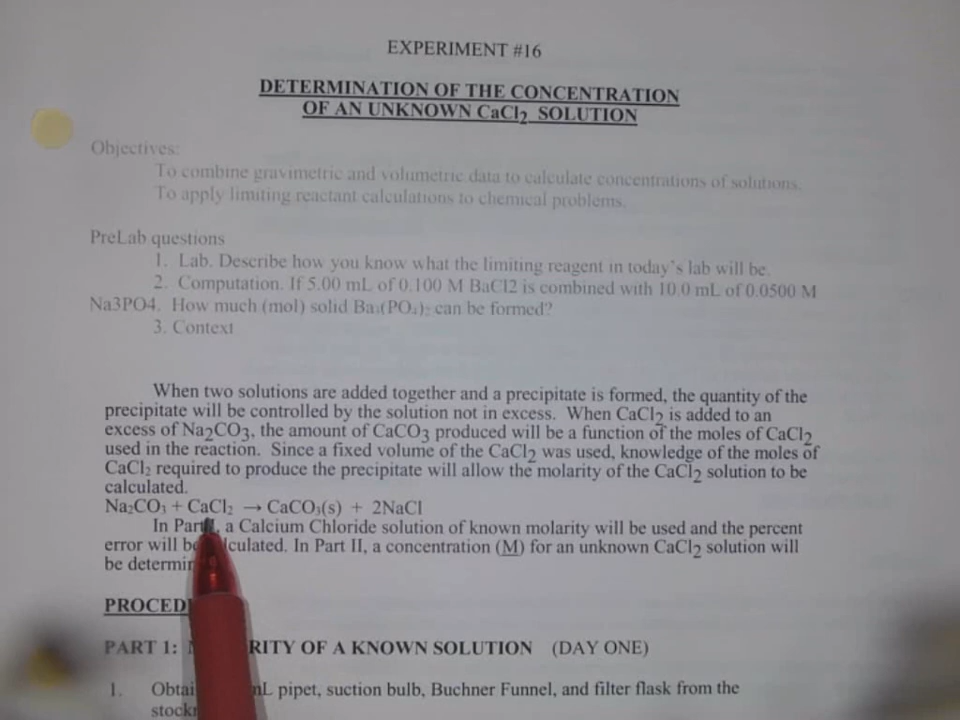 EXPERIMENT #16
DETERMINATION OF THE CONCENTRATION
OF AN UNKNOWN CaCl₂ SOLUTION
Objectives:
To combine gravimetric and volumetric data to calculate concentrations of solutions.
To apply limiting reactant calculations to chemical problems.
PreLab questions
1. Lab. Describe how you know what the limiting reagent in today's lab will be.
2. Computation. If 5.00 mL of 0.100 M BaCl2 is combined with 10.0 mL of 0.0500 M
Na3PO4. How much (mol) solid Ba₃(PO₄)₂ can be formed?
3. Context
When two solutions are added together and a precipitate is formed, the quantity of the
precipitate will be controlled by the solution not in excess. When CaCl₂ is added to an
excess of Na₂CO₃, the amount of CaCO₃ produced will be a function of the moles of CaCl₂
used in the reaction. Since a fixed volume of the CaCl₂ was used, knowledge of the moles of
CaCl₂ required to produce the precipitate will allow the molarity of the CaCl₂ solution to be
calculated.
Na₂CO₃ + CaCl₂ → CaCO₃(s) + 2NaCl
In Part , a Calcium Chloride solution of known molarity will be used and the percent
error will lculated. In Part II, a concentration (M) for an unknown CaCl₂ solution will
be determin
PROCED
PART 1: RITY OF A KNOWN SOLUTION (DAY ONE)
1. Obtai mL pipet, suction bulb, Buchner Funnel, and filter flask from the
stock